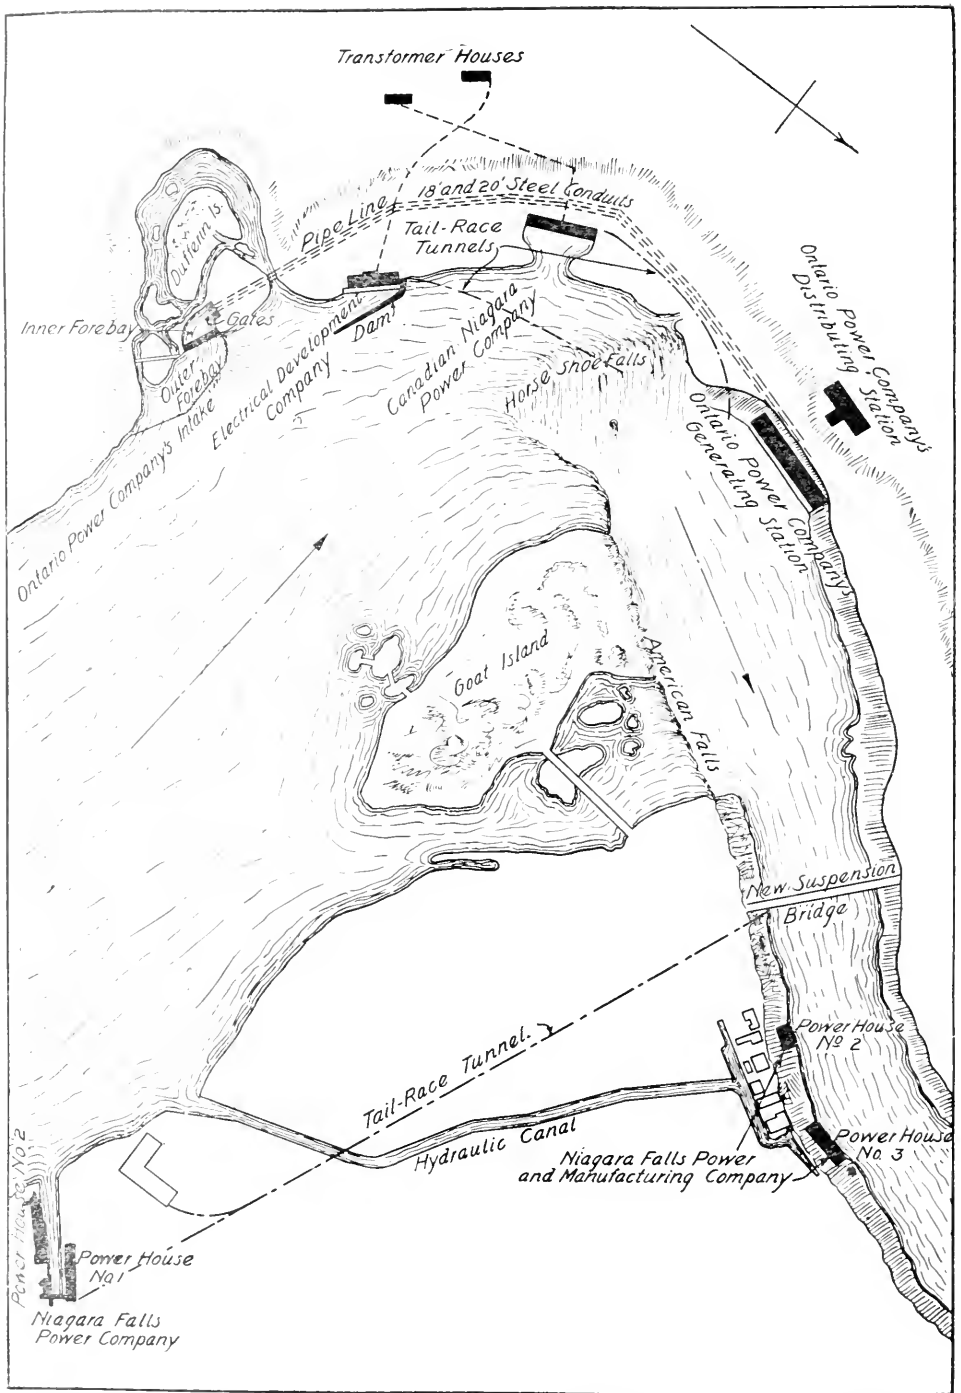 Transformer Houses
18' and 20' Steel Conduits
Pipe Line
Tail-Race
Tunnels
Dufferin Is.
Inner Forebay
Gates
Outer
Forebay
Ontario Power Company's Intake
Electrical Development
Company
Dam
Canadian Niagara
Power Company
Horse Shoe Falls
Ontario Power Company's
Distributing Station
Ontario Power Company's
Generating Station
Goat Island
American Falls
New Suspension
Bridge
Power House
No 2
Tail-Race Tunnel.
Hydraulic Canal
Power House
No. 3
Niagara Falls Power
and Manufacturing Company
Power House No 2
Power House
No 1
Niagara Falls
Power Company